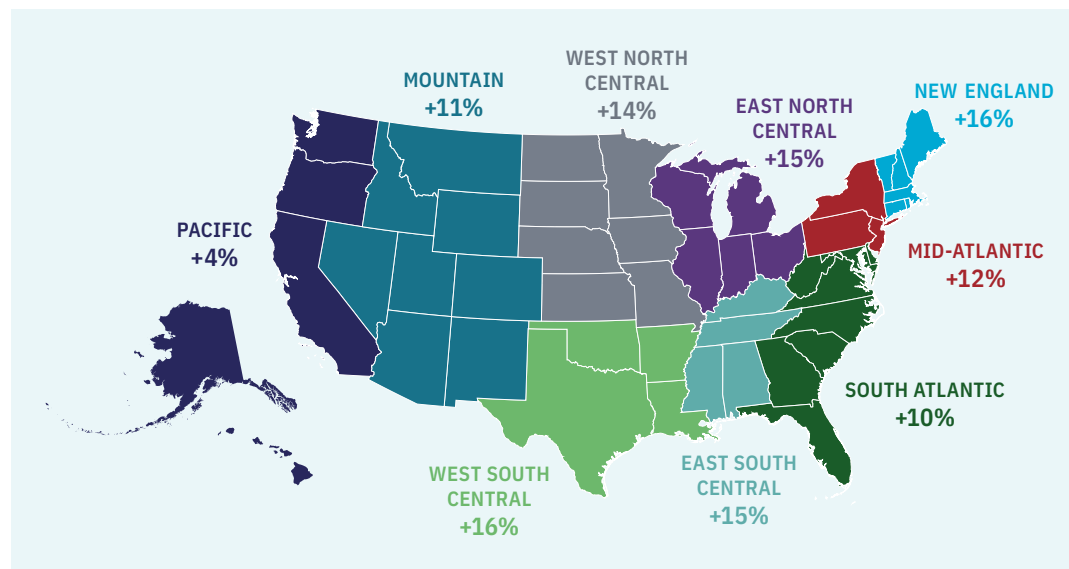 WEST NORTH
CENTRAL
+14%
MOUNTAIN
+11%
EAST NORTH
CENTRAL
+15%
NEW ENGLAND
+16%
PACIFIC
+4%
MID-ATLANTIC
+12%
SOUTH ATLANTIC
+10%
WEST SOUTH
CENTRAL
+16%
EAST SOUTH
CENTRAL
+15%